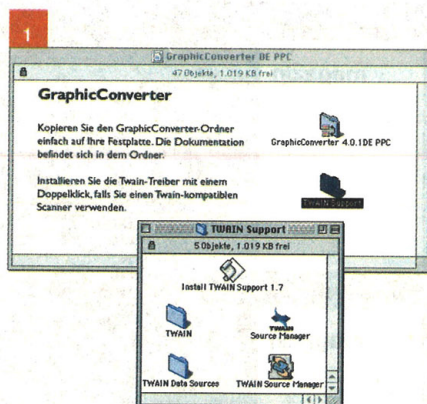 1
GraphicConverter DE PPC
47 Objekte, 1.019 KB frei
GraphicConverter
Kopieren Sie den GraphicConverter-Ordner
einfach auf Ihre Festplatte. Die Dokumentation
befindet sich in dem Ordner.
Installieren Sie die Twain-Treiber mit einem
Doppelklick, falls Sie einen Twain-kompatiblen
Scanner verwenden.
GraphicConverter 4.0.1DE PPC
TWAIN Support
TWAIN Support
5 Objekte, 1.019 KB frei
Install TWAIN Support 1.7
TWAIN
TWAIN
Source Manager
TWAIN Data Sources
TWAIN Source Manager